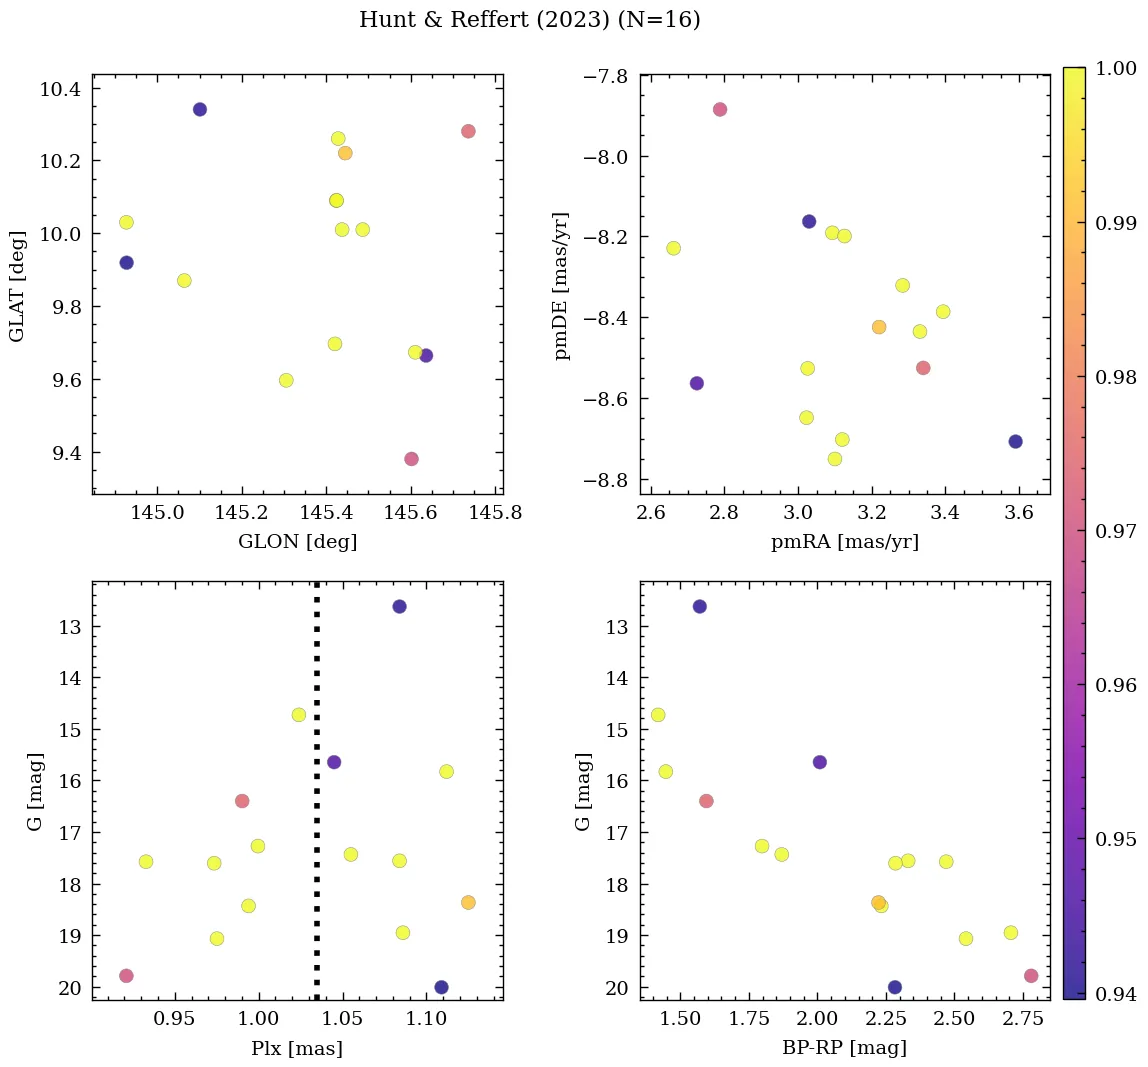 Hunt & Reffert (2023) (N=16)
10.4
10.2
10.0
9.8
9.6
9.4
GLAT [deg]
145.0 145.2 145.4 145.6 145.8
GLON [deg]
−7.8
−8.0
−8.2
−8.4
−8.6
−8.8
pmDE [mas/yr]
2.6 2.8 3.0 3.2 3.4 3.6
pmRA [mas/yr]
13
14
15
16
17
18
19
20
G [mag]
0.95 1.00 1.05 1.10
Plx [mas]
13
14
15
16
17
18
19
20
G [mag]
1.50 1.75 2.00 2.25 2.50 2.75
BP-RP [mag]
1.00
0.99
0.98
0.97
0.96
0.95
0.94